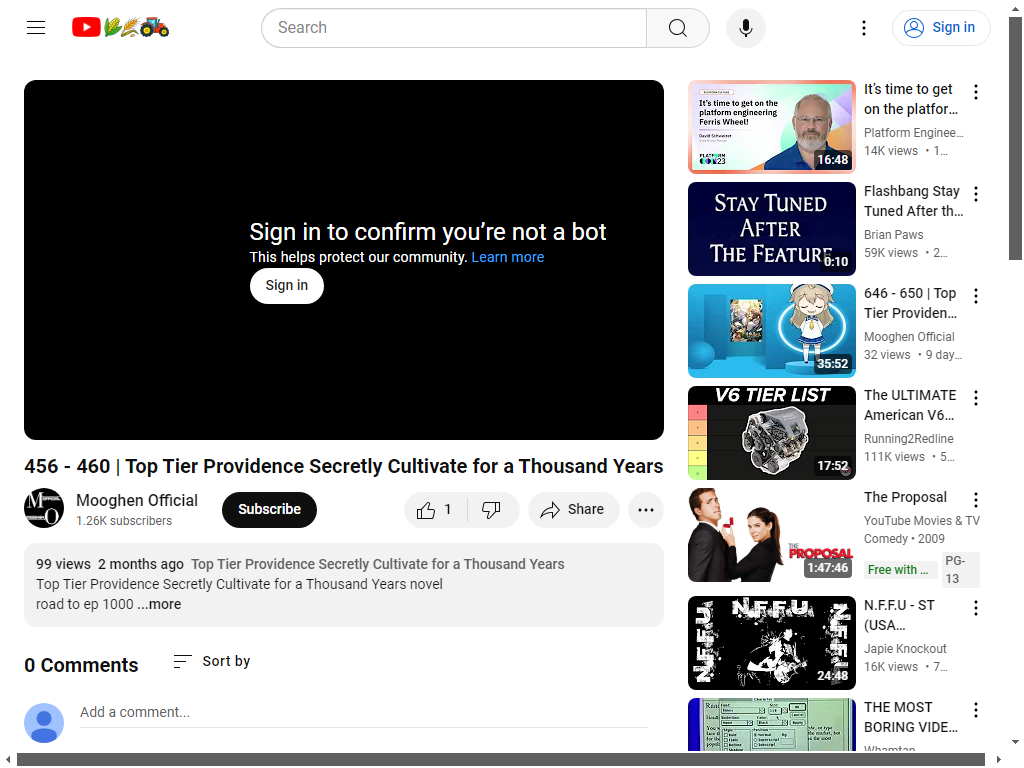 Search
Sign in
Sign in to confirm you’re not a bot
This helps protect our community. Learn more
Sign in
456 - 460 | Top Tier Providence Secretly Cultivate for a Thousand Years
Mooghen Official
1.26K subscribers
Subscribe
1
Share
99 views 2 months ago Top Tier Providence Secretly Cultivate for a Thousand Years
Top Tier Providence Secretly Cultivate for a Thousand Years novel
road to ep 1000 ...more
0 Comments
Sort by
Add a comment...
It’s time to get on the
platform engineering
Ferris Wheel!
David Schweizer
16:48
It’s time to get
on the platfor…
Platform Enginee…
14K views • 1…
STAY TUNED
AFTER
THE FEATURE
0:10
Flashbang Stay
Tuned After th…
Brian Paws
59K views • 2…
35:52
646 - 650 | Top
Tier Providen…
Mooghen Official
32 views • 9 day…
V6 TIER LIST
17:52
The ULTIMATE
American V6…
Running2Redline
111K views • 5…
THE
PROPOSAL
1:47:46
The Proposal
YouTube Movies & TV
Comedy • 2009
Free with …
PG-
13
N.F.F.U
N.F.F.U
N.F.F.U
24:48
N.F.F.U - ST
(USA…
Japie Knockout
16K views • 7…
THE MOST
BORING VIDE…
Whamtan